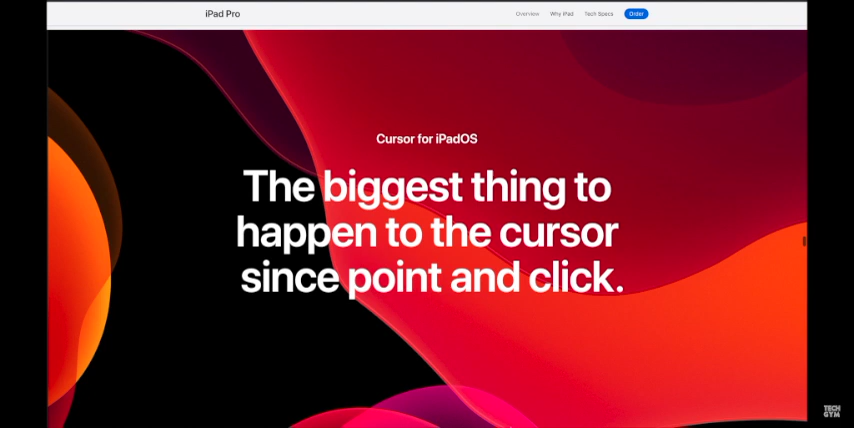 iPad Pro
Overview Why iPad Tech Specs Order
Cursor for iPadOS
The biggest thing to
happen to the cursor
since point and click.
TECH
GYM